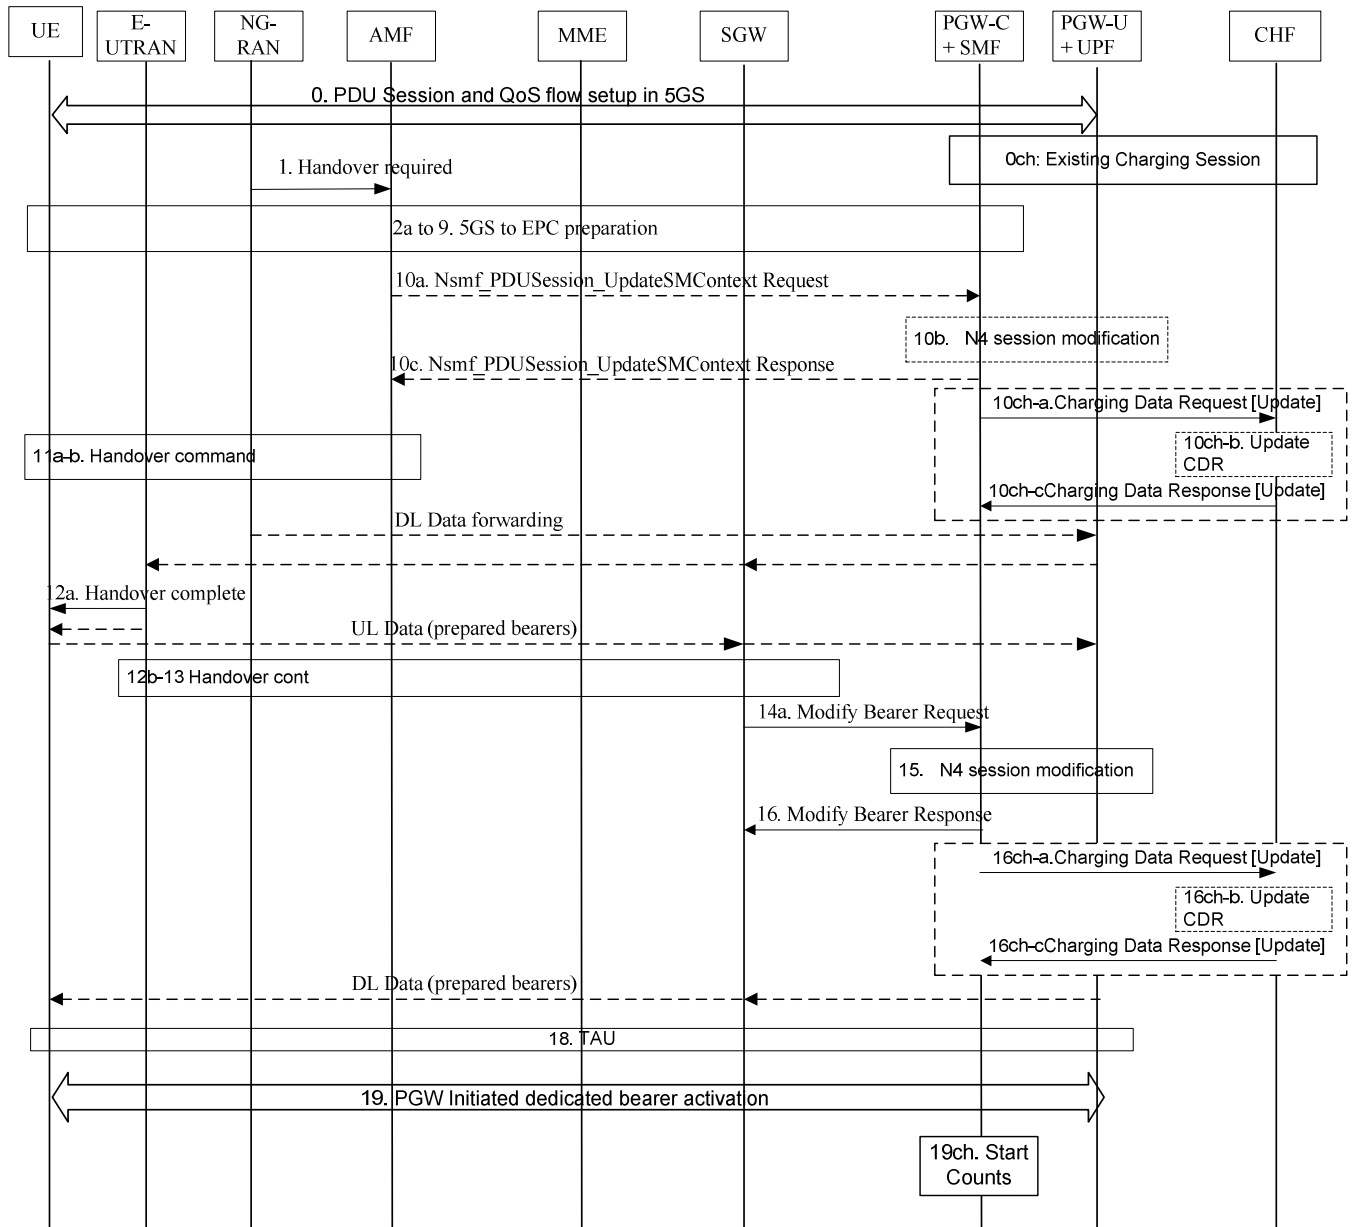 UE
E-
UTRAN
NG-
RAN
AMF
MME
SGW
PGW-C
+ SMF
PGW-U
+ UPF
CHF
0. PDU Session and QoS flow setup in 5GS
0ch: Existing Charging Session
1. Handover required
2a to 9. 5GS to EPC preparation
10a. Nsmf_PDUSession_UpdateSMContext Request
10b. N4 session modification
10c. Nsmf_PDUSession_UpdateSMContext Response
10ch-a.Charging Data Request [Update]
10ch-b. Update
CDR
11a-b. Handover command
10ch-cCharging Data Response [Update]
DL Data forwarding
12a. Handover complete
UL Data (prepared bearers)
12b-13 Handover cont
14a. Modify Bearer Request
15. N4 session modification
16. Modify Bearer Response
16ch-a.Charging Data Request [Update]
16ch-b. Update
CDR
16ch-cCharging Data Response [Update]
DL Data (prepared bearers)
18. TAU
19. PGW Initiated dedicated bearer activation
19ch. Start
Counts